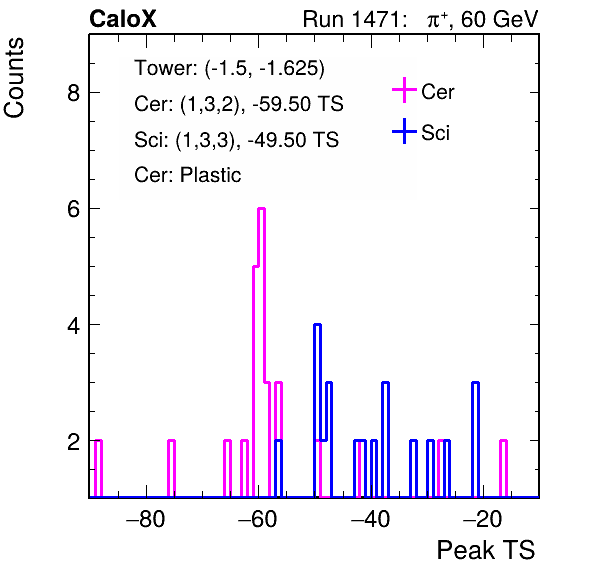 CaloX Run 1471: π⁺, 60 GeV
Counts
Tower: (-1.5, -1.625)
Cer: (1,3,2), -59.50 TS
Sci: (1,3,3), -49.50 TS
Cer: Plastic
Cer
Sci
8
6
4
2
−80 −60 −40 −20
Peak TS